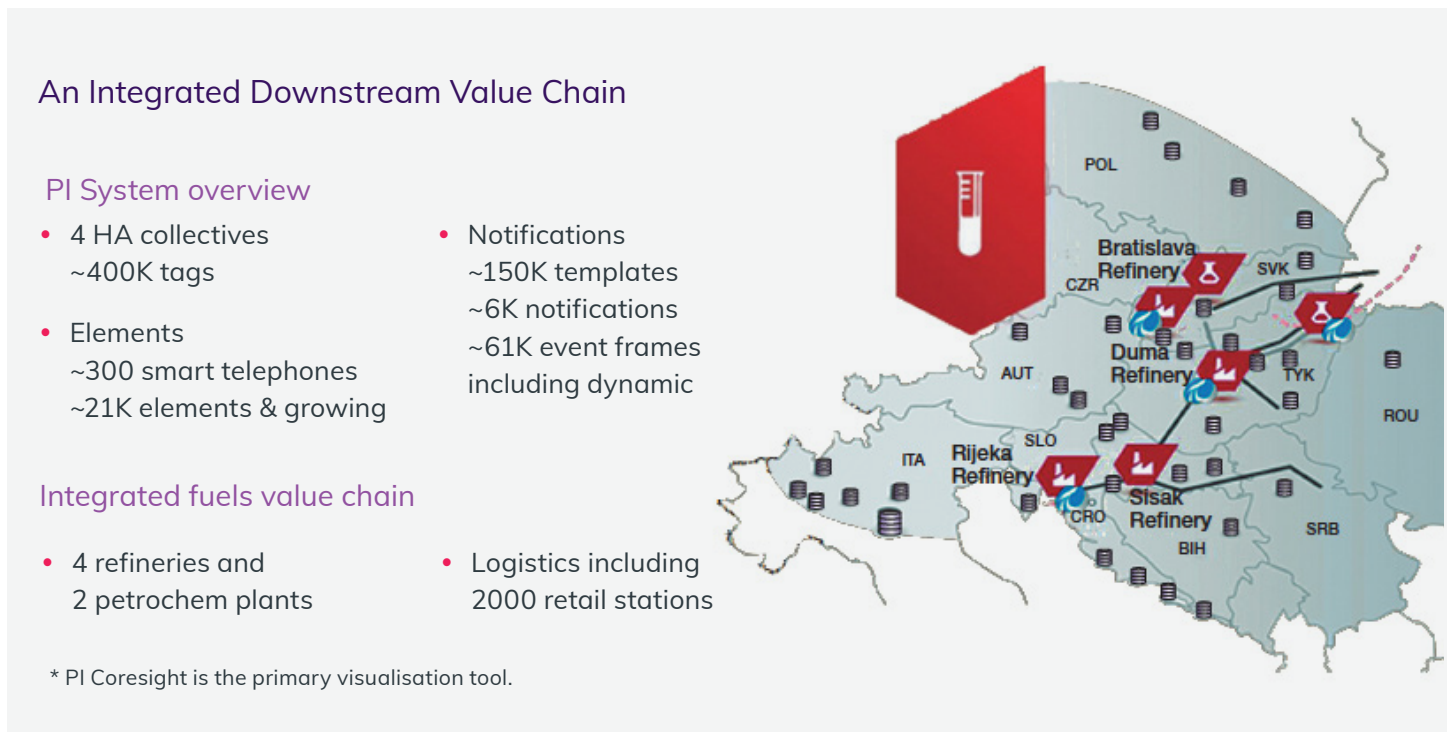 An Integrated Downstream Value Chain
PI System overview
• 4 HA collectives
~400K tags
• Elements
~300 smart telephones
~21K elements & growing
• Notifications
~150K templates
~6K notifications
~61K event frames
including dynamic
Integrated fuels value chain
• 4 refineries and
2 petrochem plants
• Logistics including
2000 retail stations
* PI Coresight is the primary visualisation tool.
POL
Bratislava
Refinery
CZR
SVK
Duma
Refinery
AUT
TYK
ROU
SLO
ITA
Rijeka
Refinery
CRO
Sisak
Refinery
BIH
SRB